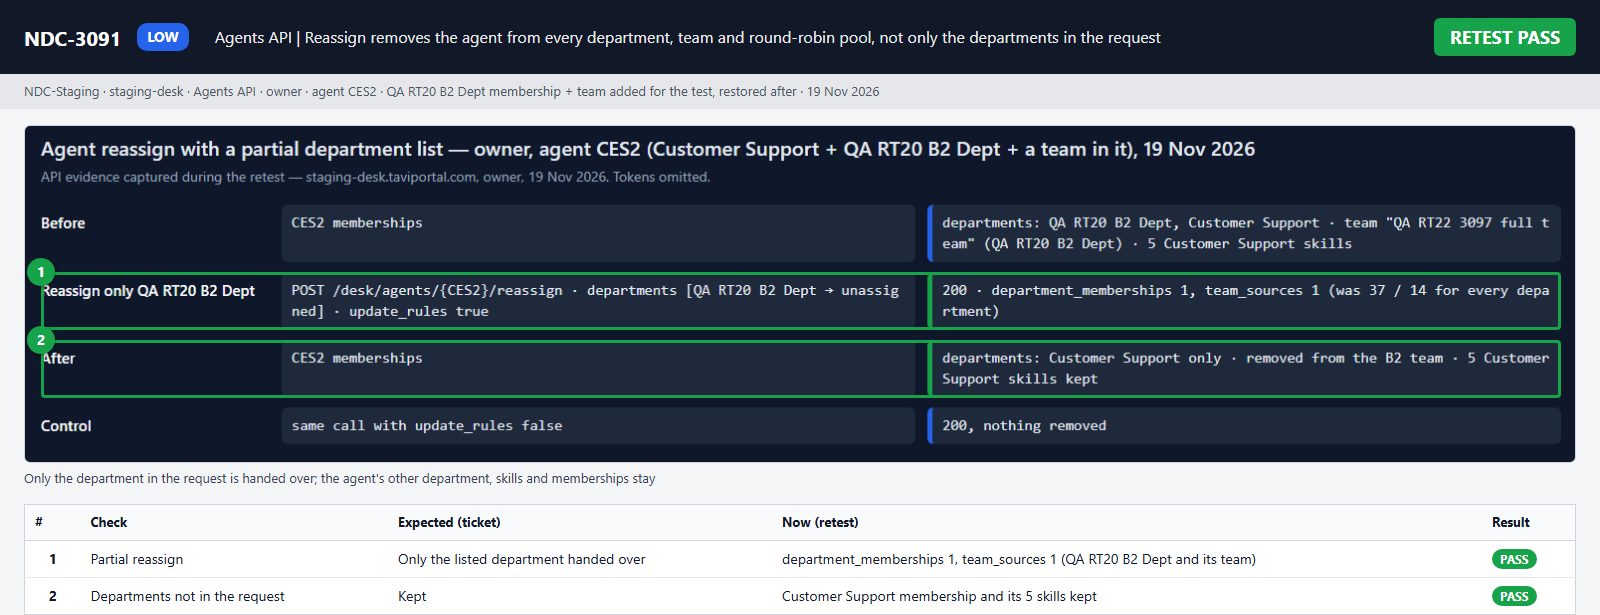 NDC-3091 LOW Agents API | Reassign removes the agent from every department, team and round-robin pool, not only the departments in the request RETEST PASS
NDC-Staging · staging-desk · Agents API · owner · agent CES2 · QA RT20 B2 Dept membership + team added for the test, restored after · 19 Nov 2026
Agent reassign with a partial department list — owner, agent CES2 (Customer Support + QA RT20 B2 Dept + a team in it), 19 Nov 2026
API evidence captured during the retest — staging-desk.taviportal.com, owner, 19 Nov 2026. Tokens omitted.
Before CES2 memberships departments: QA RT20 B2 Dept, Customer Support · team "QA RT22 3097 full t
eam" (QA RT20 B2 Dept) · 5 Customer Support skills
1
Reassign only QA RT20 B2 Dept POST /desk/agents/{CES2}/reassign · departments [QA RT20 B2 Dept → unassig 200 · department_memberships 1, team_sources 1 (was 37 / 14 for every depa
ned] · update_rules true rtment)
2
After CES2 memberships departments: Customer Support only · removed from the B2 team · 5 Customer
Support skills kept
Control same call with update_rules false 200, nothing removed
Only the department in the request is handed over; the agent's other department, skills and memberships stay
# Check Expected (ticket) Now (retest) Result
1 Partial reassign Only the listed department handed over department_memberships 1, team_sources 1 (QA RT20 B2 Dept and its team) PASS
2 Departments not in the request Kept Customer Support membership and its 5 skills kept PASS